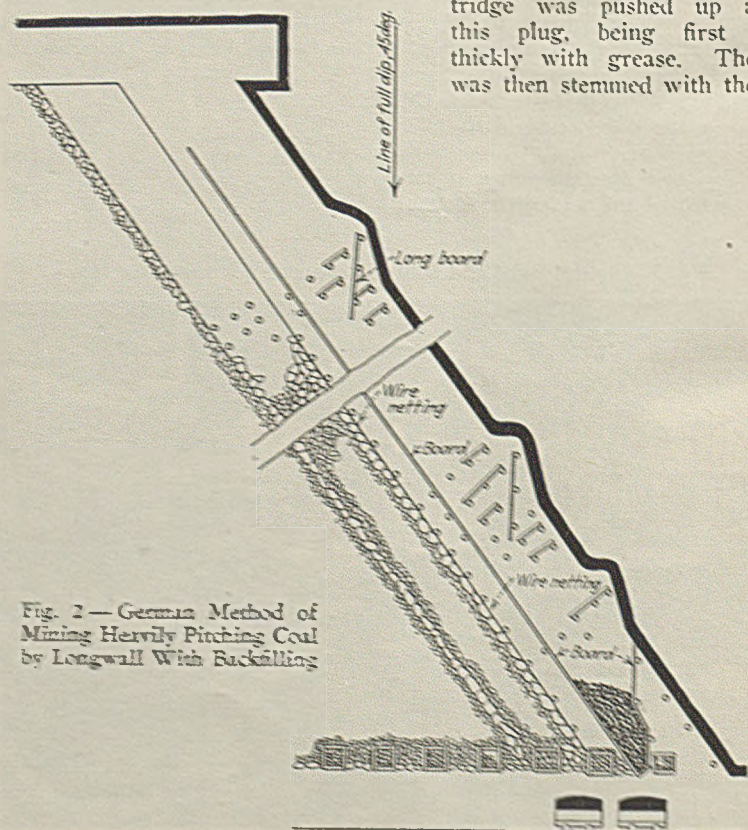 tridge was pushed up a
this plug, being first
thickly with grease. The
was then stemmed with the
Line of full dip, 45deg.
Long board
Wire
netting
Board
Wire netting
Board
Fig. 2 — German Method of
Mining Heavily Pitching Coal
by Longwall With Backfilling